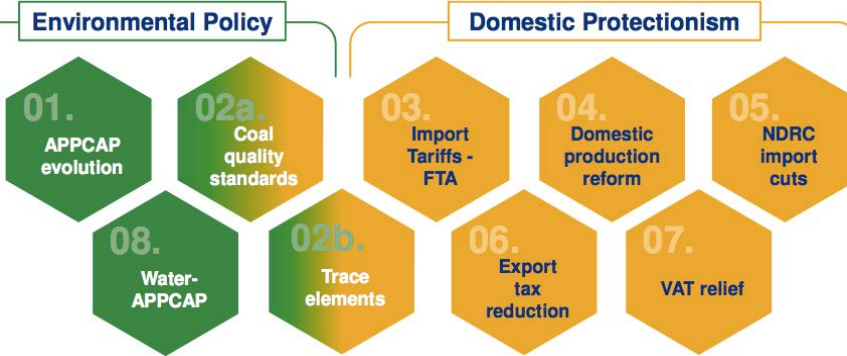 Environmental Policy
Domestic Protectionism
01.
APPCAP
evolution
02a.
Coal
quality
standards
03.
Import
Tariffs -
FTA
04.
Domestic
production
reform
05.
NDRC
import
cuts
08.
Water-
APPCAP
02b.
Trace
elements
06.
Export
tax
reduction
07.
VAT relief